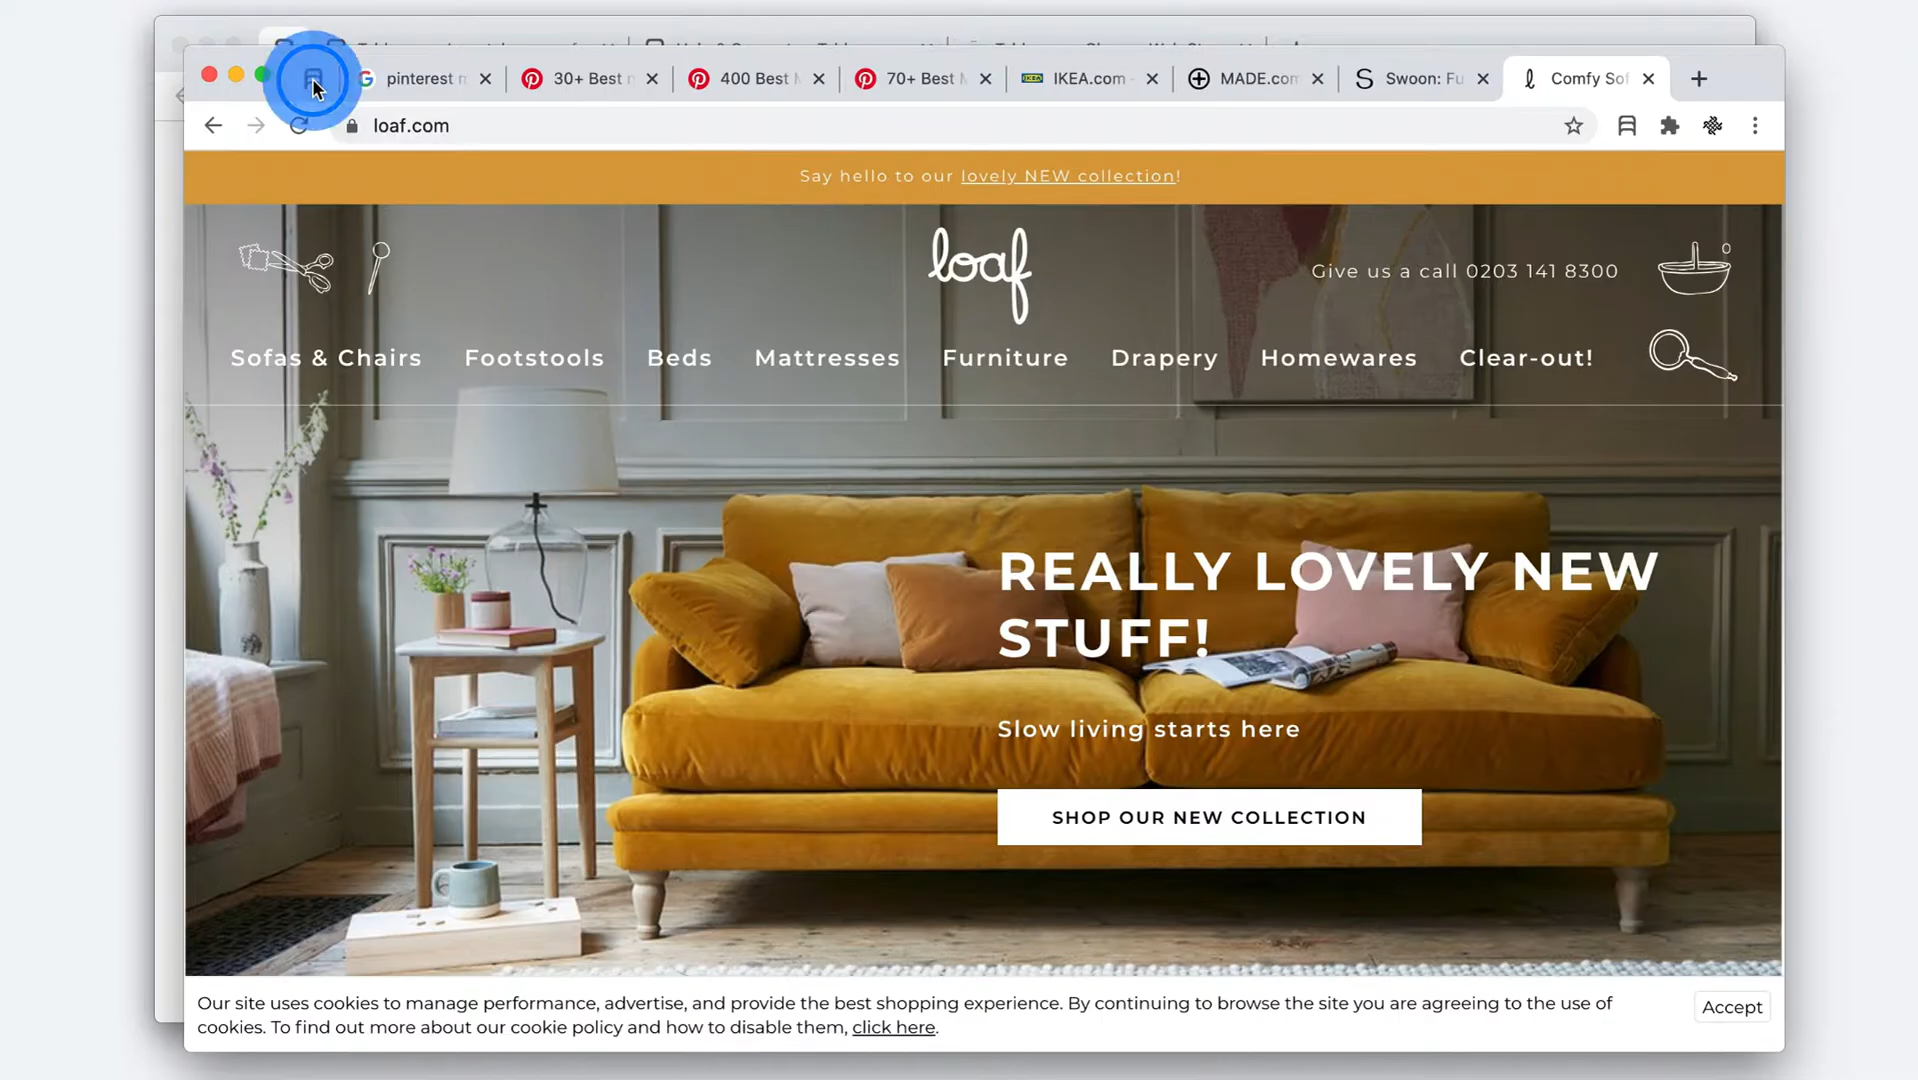 pinterest m
30+ Best
400 Best
70+ Best
IKEA.com -
MADE.com
Swoon: Fu
Comfy Sof
loaf.com
Say hello to our lovely NEW collection!
loaf
Give us a call 0203 141 8300
Sofas & Chairs
Footstools
Beds
Mattresses
Furniture
Drapery
Homewares
Clear-out!
REALLY LOVELY NEW
STUFF!
Slow living starts here
SHOP OUR NEW COLLECTION
Our site uses cookies to manage performance, advertise, and provide the best shopping experience. By continuing to browse the site you are agreeing to the use of
cookies. To find out more about our cookie policy and how to disable them, click here.
Accept